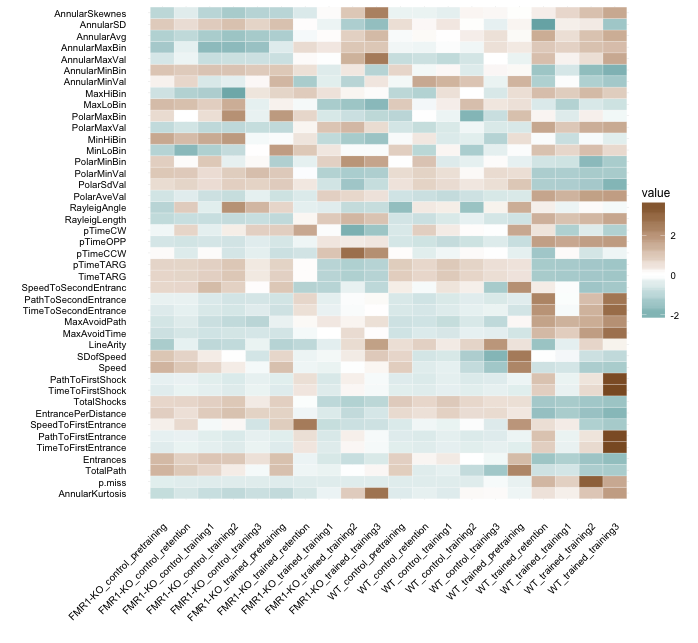 AnnularSkewnes
AnnularSD
AnnularAvg
AnnularMaxBin
AnnularMaxVal
AnnularMinBin
AnnularMinVal
MaxHiBin
MaxLoBin
PolarMaxBin
PolarMaxVal
MinHiBin
MinLoBin
PolarMinBin
PolarMinVal
PolarSdVal
PolarAveVal
RayleigAngle
RayleigLength
pTimeCW
pTimeOPP
pTimeCCW
pTimeTARG
TimeTARG
SpeedToSecondEntranc
PathToSecondEntrance
TimeToSecondEntrance
MaxAvoidPath
MaxAvoidTime
LineArity
SDofSpeed
Speed
PathToFirstShock
TimeToFirstShock
TotalShocks
EntrancePerDistance
SpeedToFirstEntrance
PathToFirstEntrance
TimeToFirstEntrance
Entrances
TotalPath
p.miss
AnnularKurtosis
value
2
0
-2
FMR1-KO_control_pretraining
FMR1-KO_control_retention
FMR1-KO_control_training1
FMR1-KO_control_training2
FMR1-KO_control_training3
FMR1-KO_trained_pretraining
FMR1-KO_trained_retention
FMR1-KO_trained_training1
FMR1-KO_trained_training2
FMR1-KO_trained_training3
WT_control_pretraining
WT_control_retention
WT_control_training1
WT_control_training2
WT_control_training3
WT_trained_pretraining
WT_trained_retention
WT_trained_training1
WT_trained_training2
WT_trained_training3